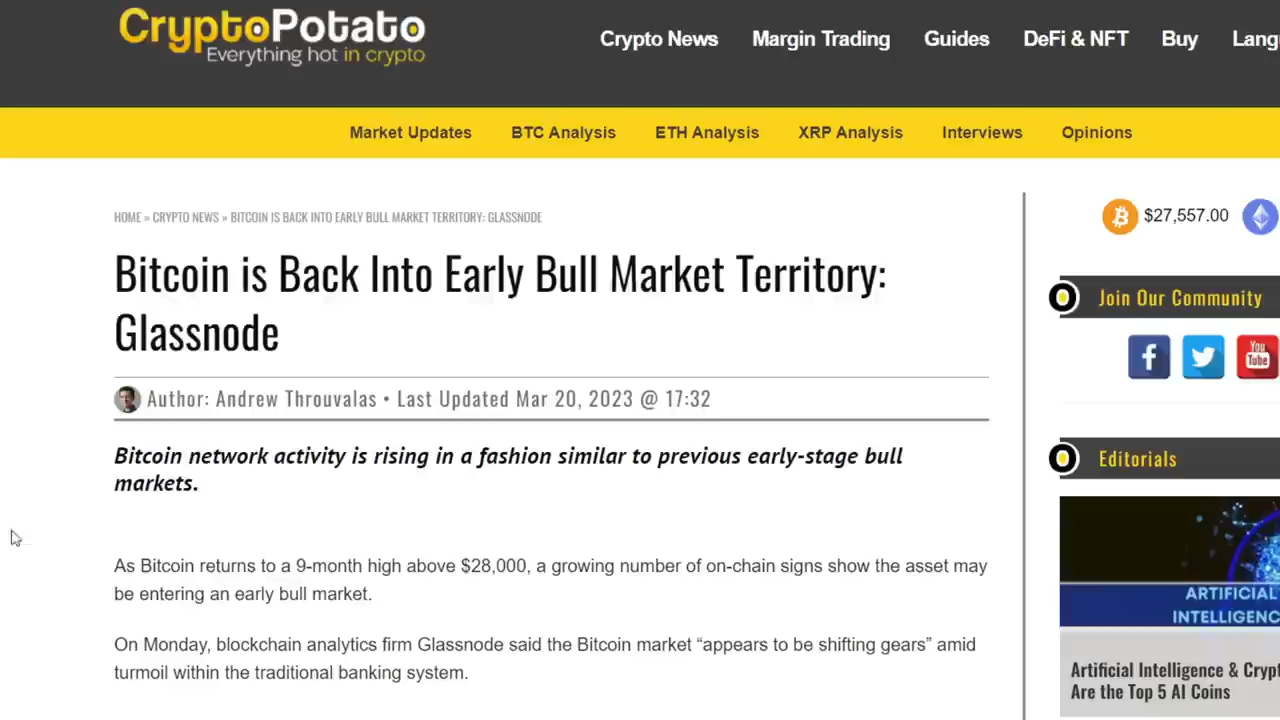 CryptoPotato
Everything hot in crypto
Crypto News Margin Trading Guides DeFi & NFT Buy Lang
Market Updates BTC Analysis ETH Analysis XRP Analysis Interviews Opinions
HOME » CRYPTO NEWS » BITCOIN IS BACK INTO EARLY BULL MARKET TERRITORY: GLASSNODE
$27,557.00
Bitcoin is Back Into Early Bull Market Territory:
Glassnode
Author: Andrew Throuvalas • Last Updated Mar 20, 2023 @ 17:32
Bitcoin network activity is rising in a fashion similar to previous early-stage bull
markets.
As Bitcoin returns to a 9-month high above $28,000, a growing number of on-chain signs show the asset may
be entering an early bull market.
On Monday, blockchain analytics firm Glassnode said the Bitcoin market “appears to be shifting gears” amid
turmoil within the traditional banking system.
Join Our Community
You
Tube
Editorials
ARTIFICIAL
INTELLIGENC
Artificial Intelligence & Crypt
Are the Top 5 AI Coins